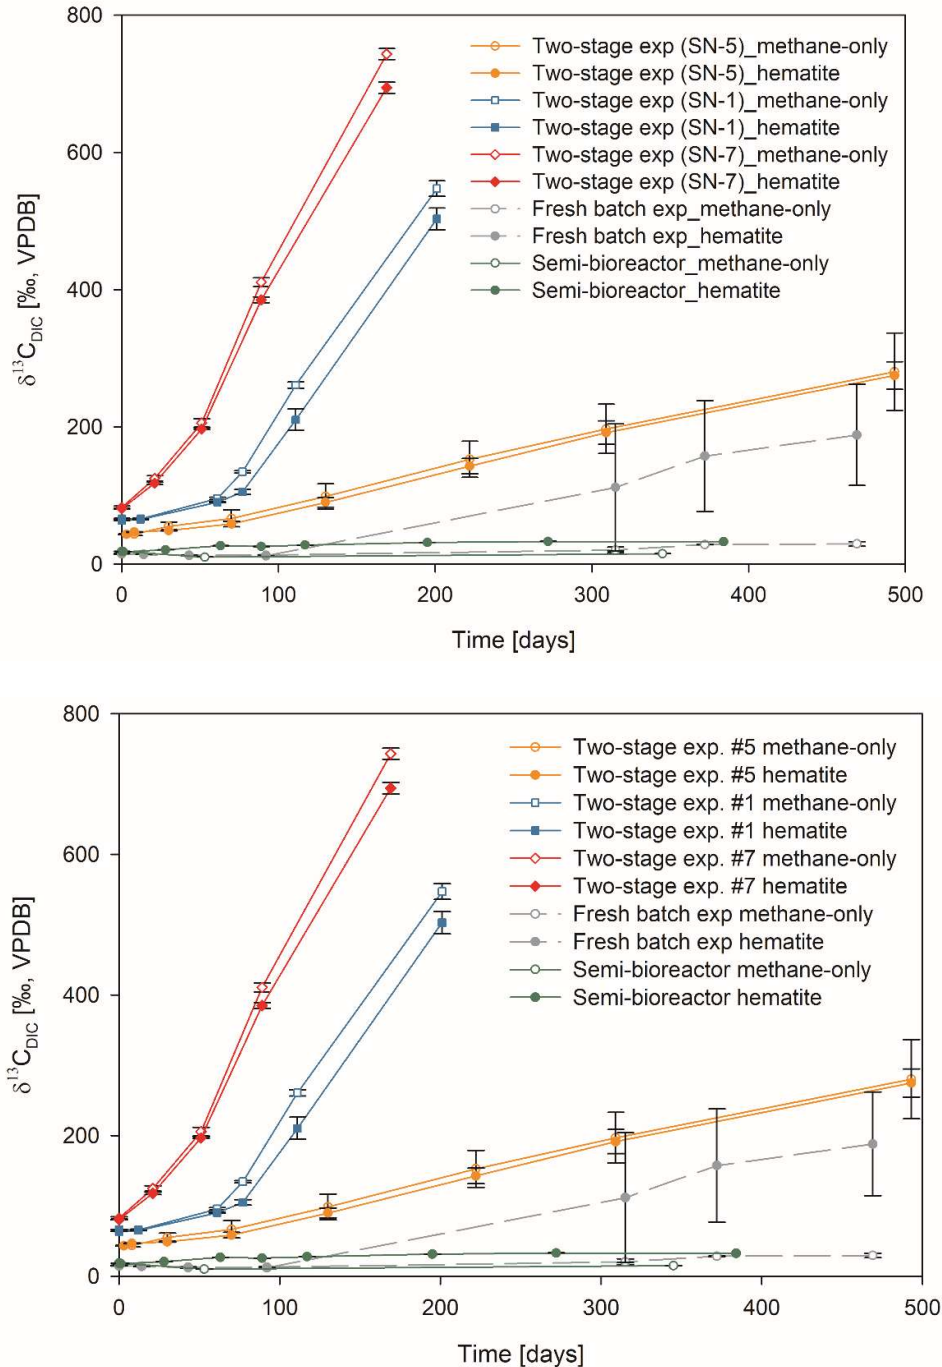 800
600
400
200
0
δ¹³C_DIC [‰, VPDB]
Two-stage exp (SN-5)_methane-only
Two-stage exp (SN-5)_hematite
Two-stage exp (SN-1)_methane-only
Two-stage exp (SN-1)_hematite
Two-stage exp (SN-7)_methane-only
Two-stage exp (SN-7)_hematite
Fresh batch exp_methane-only
Fresh batch exp_hematite
Semi-bioreactor_methane-only
Semi-bioreactor_hematite
0 100 200 300 400 500
Time [days]
800
600
400
200
0
δ¹³C_DIC [‰, VPDB]
Two-stage exp. #5 methane-only
Two-stage exp. #5 hematite
Two-stage exp. #1 methane-only
Two-stage exp. #1 hematite
Two-stage exp. #7 methane-only
Two-stage exp. #7 hematite
Fresh batch exp methane-only
Fresh batch exp hematite
Semi-bioreactor methane-only
Semi-bioreactor hematite
0 100 200 300 400 500
Time [days]